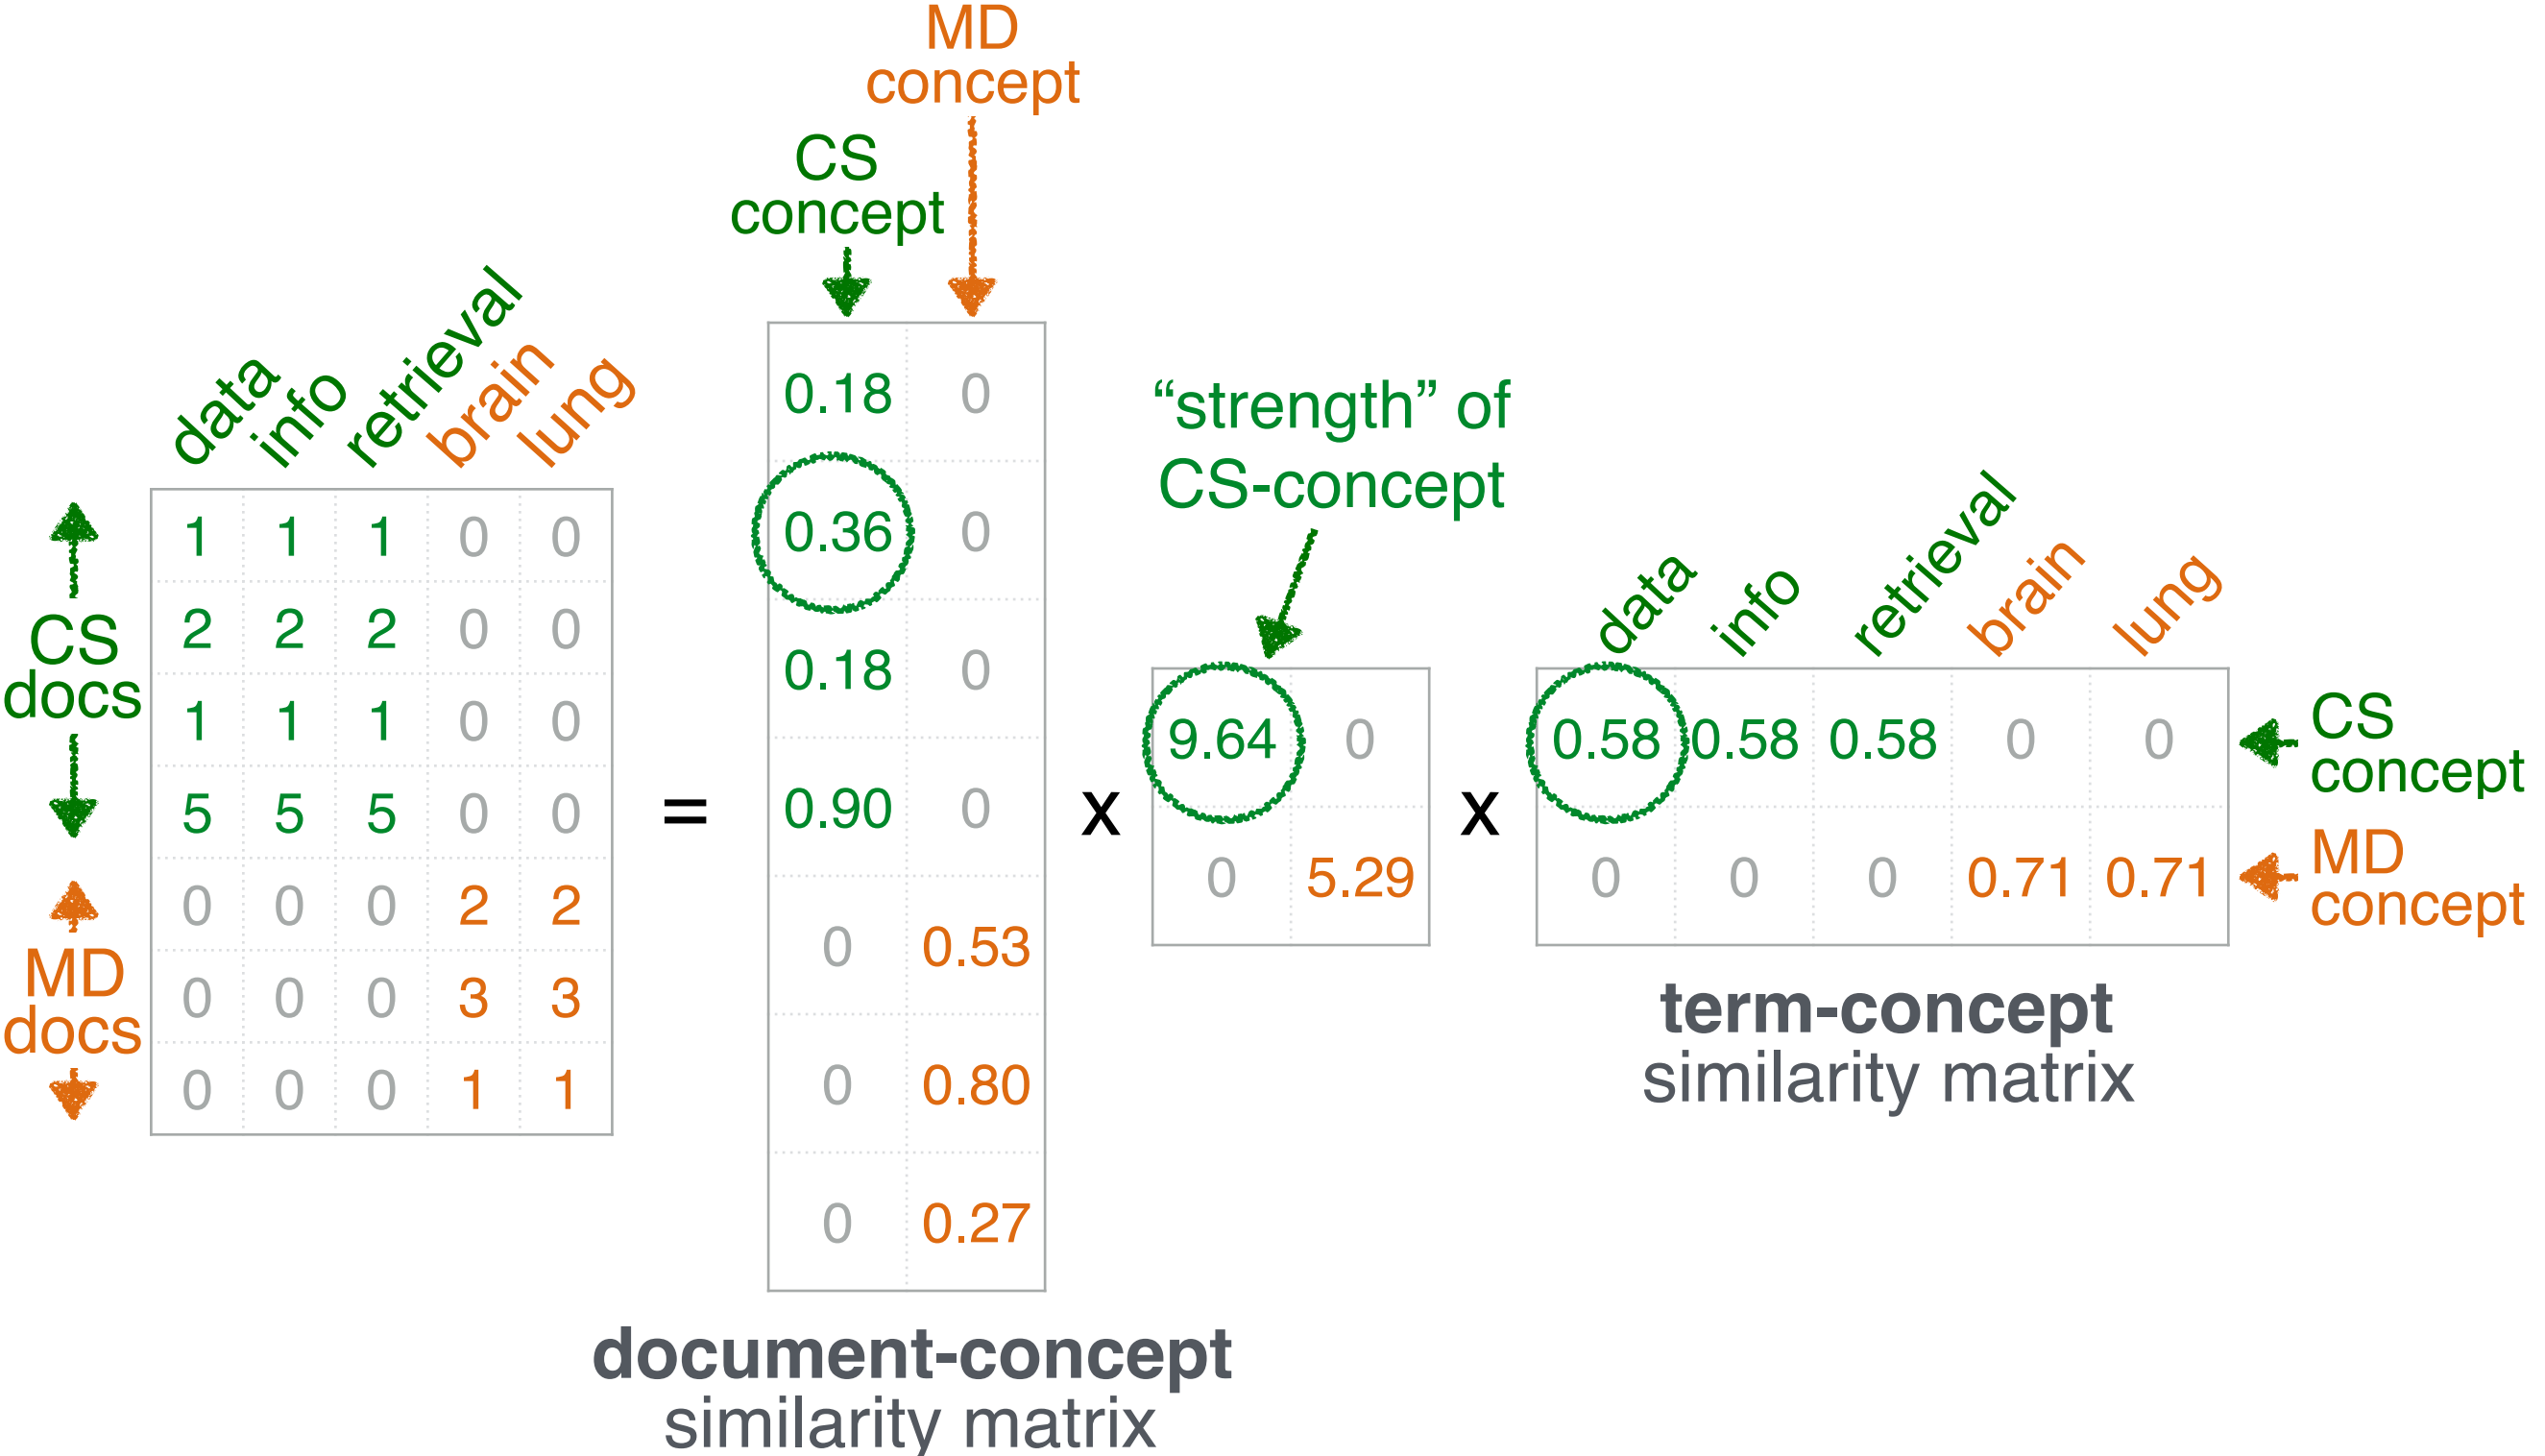 MD
concept
CS
concept
data info retrieval brain lung
“strength” of
CS-concept
data info retrieval brain lung
CS
docs
MD
docs
1 1 1 0 0
2 2 2 0 0
1 1 1 0 0
5 5 5 0 0
0 0 0 2 2
0 0 0 3 3
0 0 0 1 1
=
0.18 0
0.36 0
0.18 0
0.90 0
0 0.53
0 0.80
0 0.27
x
9.64 0
0 5.29
x
0.58 0.58 0.58 0 0
0 0 0 0.71 0.71
CS
concept
MD
concept
term-concept
similarity matrix
document-concept
similarity matrix